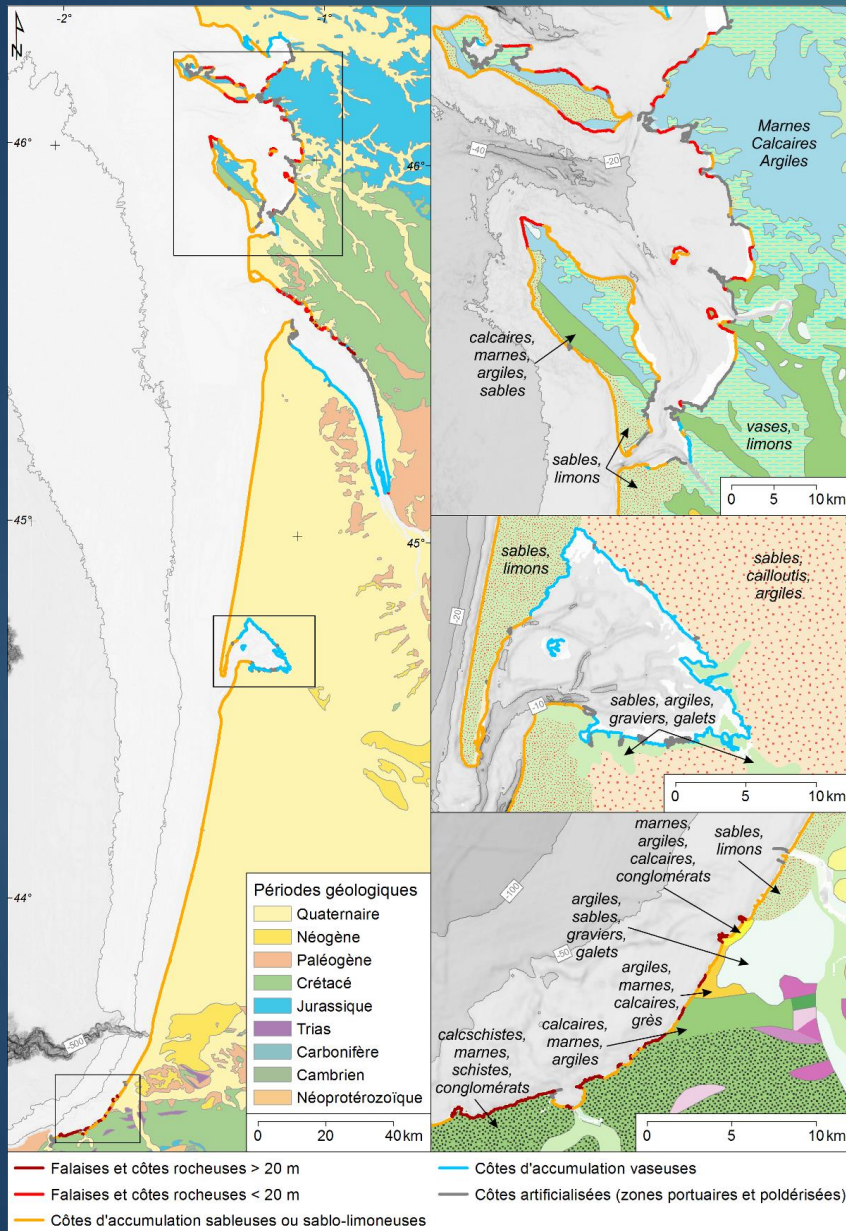 -2°
-1°
N
46°
46°
45°
45°
44°
-500
Périodes géologiques
Quaternaire
Néogène
Paléogène
Crétacé
Jurassique
Trias
Carbonifère
Cambrien
Néoprotérozoïque
0 20 40 km
-40
-20
Marnes
Calcaires
Argiles
calcaires,
marnes,
argiles,
sables
sables,
limons
vases,
limons
0 5 10 km
sables,
limons
sables,
cailloutis,
argiles
-20
-10
sables, argiles,
graviers, galets
0 5 10 km
marnes,
argiles,
calcaires,
conglomérats
sables,
limons
-100
argiles,
sables,
graviers,
galets
-50
argiles,
marnes,
calcaires,
grès
calcschistes,
marnes,
schistes,
conglomérats
calcaires,
marnes,
argiles
0 5 10 km
Falaises et côtes rocheuses > 20 m
Falaises et côtes rocheuses < 20 m
Côtes d'accumulation sableuses ou sablo-limoneuses
Côtes d'accumulation vaseuses
Côtes artificialisées (zones portuaires et poldérisées)